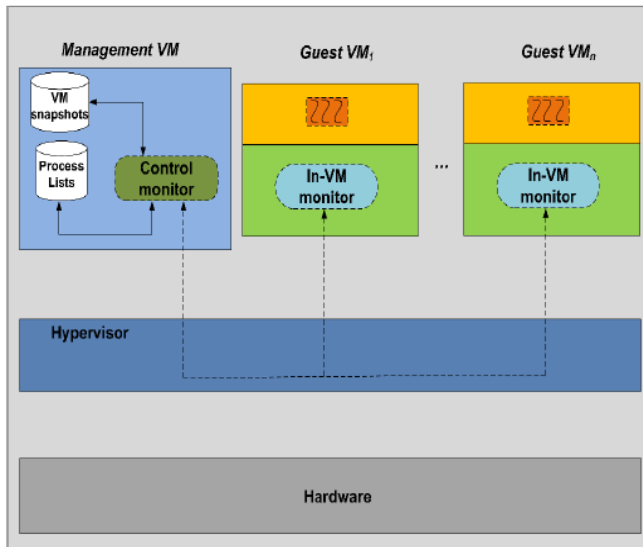 Management VM
Guest VM1
Guest VMn
VM
snapshots
Process
Lists
Control
monitor
In-VM
monitor
...
In-VM
monitor
Hypervisor
Hardware